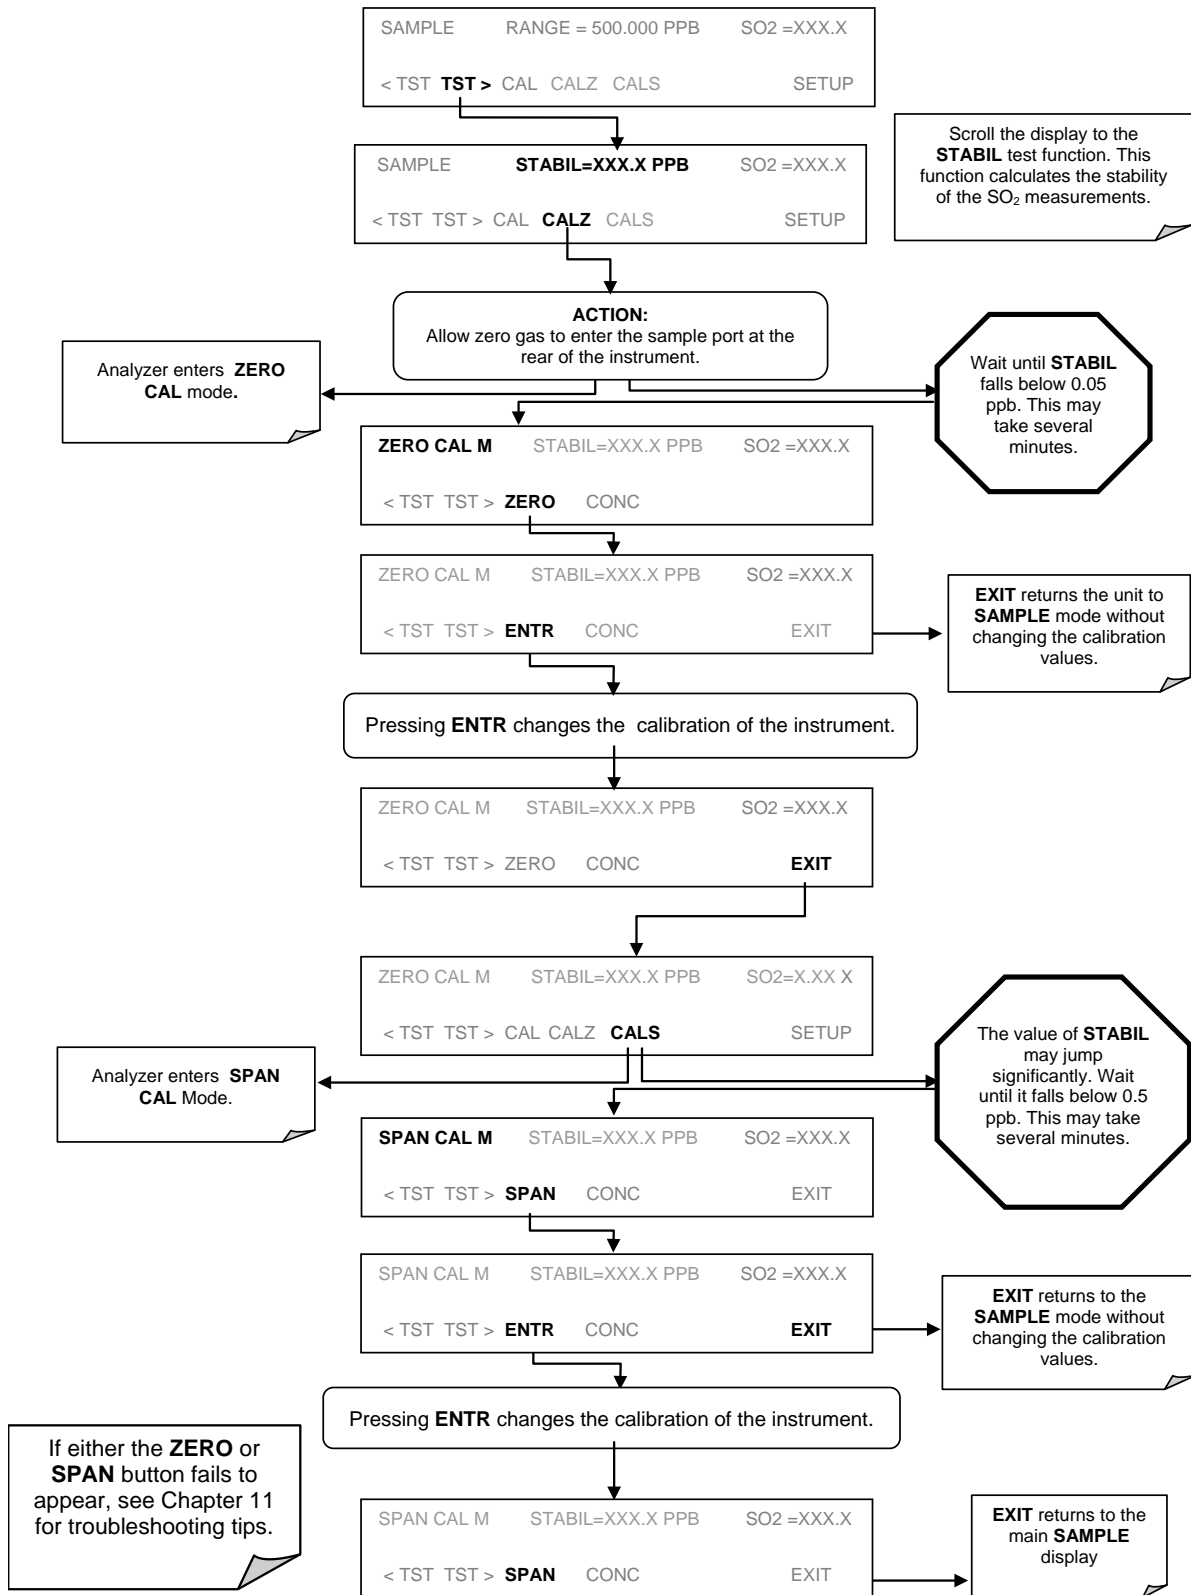 SAMPLE RANGE = 500.000 PPB SO2 =XXX.X
< TST TST > CAL CALZ CALS SETUP
Scroll the display to the
STABIL test function. This
function calculates the stability
of the SO₂ measurements.
SAMPLE STABIL=XXX.X PPB SO2 =XXX.X
< TST TST > CAL CALZ CALS SETUP
ACTION:
Allow zero gas to enter the sample port at the
rear of the instrument.
Analyzer enters ZERO
CAL mode.
Wait until STABIL
falls below 0.05
ppb. This may
take several
minutes.
ZERO CAL M STABIL=XXX.X PPB SO2 =XXX.X
< TST TST > ZERO CONC
ZERO CAL M STABIL=XXX.X PPB SO2 =XXX.X
< TST TST > ENTR CONC EXIT
EXIT returns the unit to
SAMPLE mode without
changing the calibration
values.
Pressing ENTR changes the calibration of the instrument.
ZERO CAL M STABIL=XXX.X PPB SO2 =XXX.X
< TST TST > ZERO CONC EXIT
ZERO CAL M STABIL=XXX.X PPB SO2=X.XX X
< TST TST > CAL CALZ CALS SETUP
Analyzer enters SPAN
CAL Mode.
The value of STABIL
may jump
significantly. Wait
until it falls below 0.5
ppb. This may take
several minutes.
SPAN CAL M STABIL=XXX.X PPB SO2 =XXX.X
< TST TST > SPAN CONC EXIT
SPAN CAL M STABIL=XXX.X PPB SO2 =XXX.X
< TST TST > ENTR CONC EXIT
EXIT returns to the
SAMPLE mode without
changing the calibration
values.
Pressing ENTR changes the calibration of the instrument.
If either the ZERO or
SPAN button fails to
appear, see Chapter 11
for troubleshooting tips.
SPAN CAL M STABIL=XXX.X PPB SO2 =XXX.X
< TST TST > SPAN CONC EXIT
EXIT returns to the
main SAMPLE
display